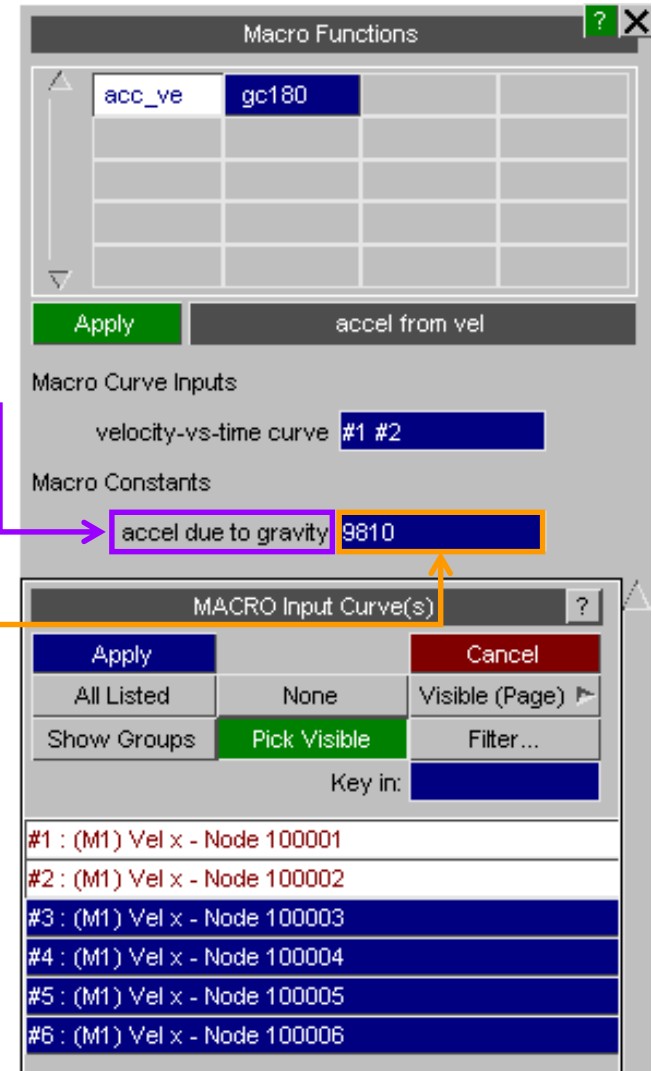 Macro Functions ?
acc_ve gc180
Apply accel from vel
Macro Curve Inputs
velocity-vs-time curve #1 #2
Macro Constants
accel due to gravity 9810
MACRO Input Curve(s) ?
Apply Cancel
All Listed None Visible (Page)
Show Groups Pick Visible Filter...
Key in:
#1 : (M1) Vel x - Node 100001
#2 : (M1) Vel x - Node 100002
#3 : (M1) Vel x - Node 100003
#4 : (M1) Vel x - Node 100004
#5 : (M1) Vel x - Node 100005
#6 : (M1) Vel x - Node 100006